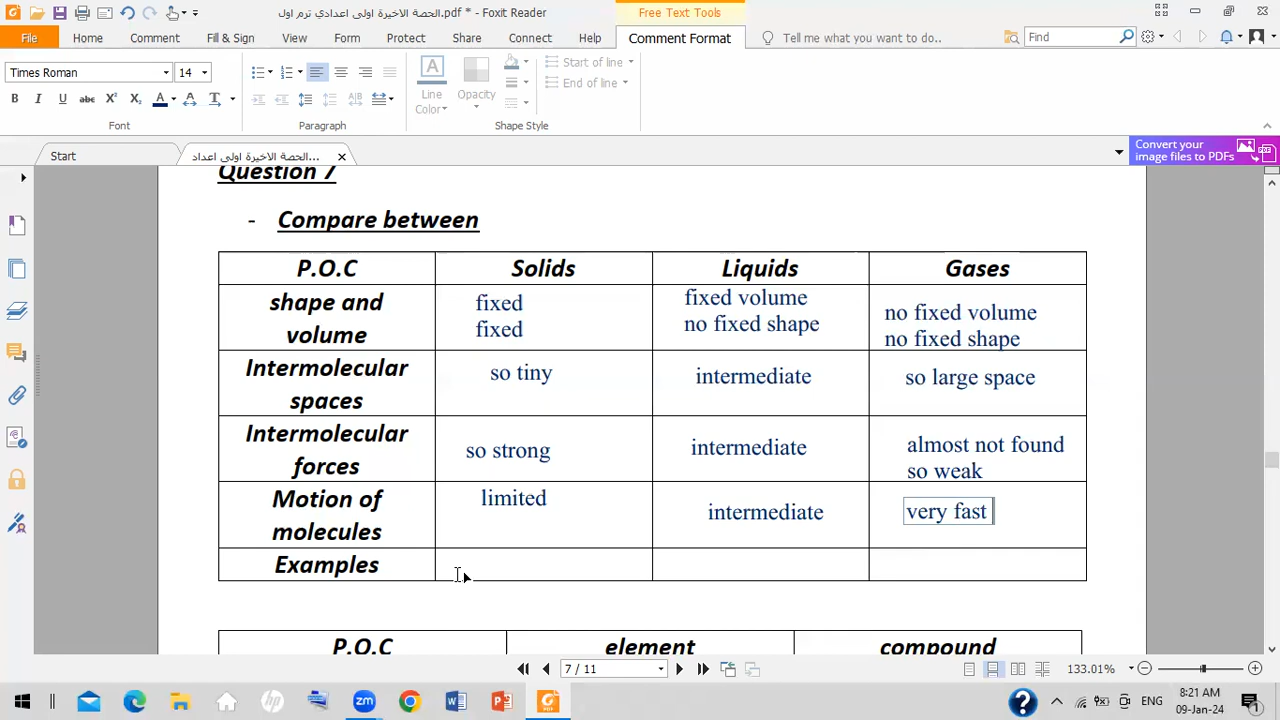 الحصة الاخيرة اولى اعدادي ترم اول.pdf * - Foxit Reader
Free Text Tools
File Home Comment Fill & Sign View Form Protect Share Connect Help Comment Format Tell me what you want to do.. Find
Times Roman 14
Line Color Opacity
Start of line
End of line
Font Paragraph Shape Style
Start
الحصة الاخيرة اولى اعداد...
Convert your image files to PDFs
Question 7
- Compare between
P.O.C Solids Liquids Gases
shape and volume
fixed
fixed
fixed volume
no fixed shape
no fixed volume
no fixed shape
Intermolecular spaces
so tiny
intermediate
so large space
Intermolecular forces
so strong
intermediate
almost not found
so weak
Motion of molecules
limited
intermediate
very fast
Examples
P.O.C element compound
7 / 11
133.01%
ENG
8:21 AM
09-Jan-24